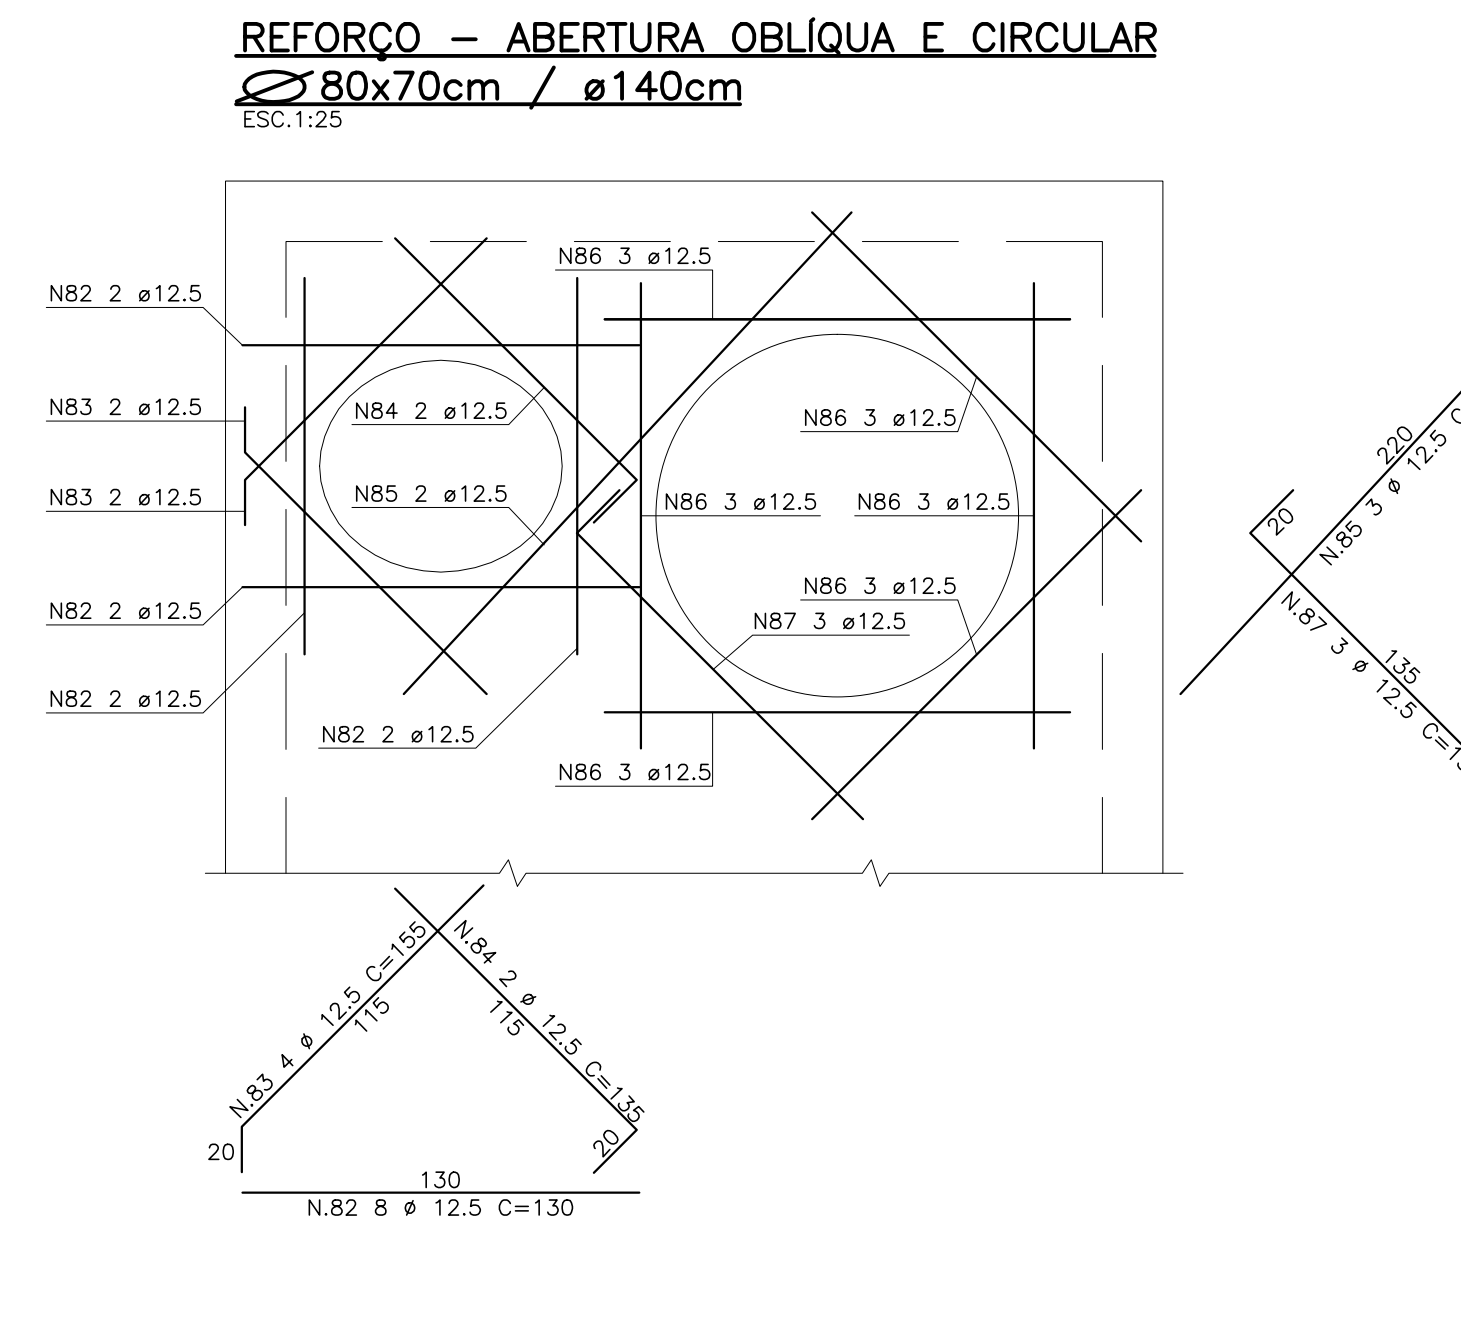 REFORÇO – ABERTURA OBLÍQUA E CIRCULAR
80x70cm / ø140cm
ESC.1:25
N86 3 ø12.5
N82 2 ø12.5
N83 2 ø12.5
N84 2 ø12.5
N86 3 ø12.5
N83 2 ø12.5
N85 2 ø12.5
N86 3 ø12.5
N86 3 ø12.5
N82 2 ø12.5
N86 3 ø12.5
N87 3 ø12.5
N82 2 ø12.5
N82 2 ø12.5
N86 3 ø12.5
220
N.85 3 ø 12.5
20
N.87 3 ø 12.5
135
N.83 4 ø 12.5 C=155
115
20
N.84 2 ø 12.5 C=135
115
20
130
N.82 8 ø 12.5 C=130